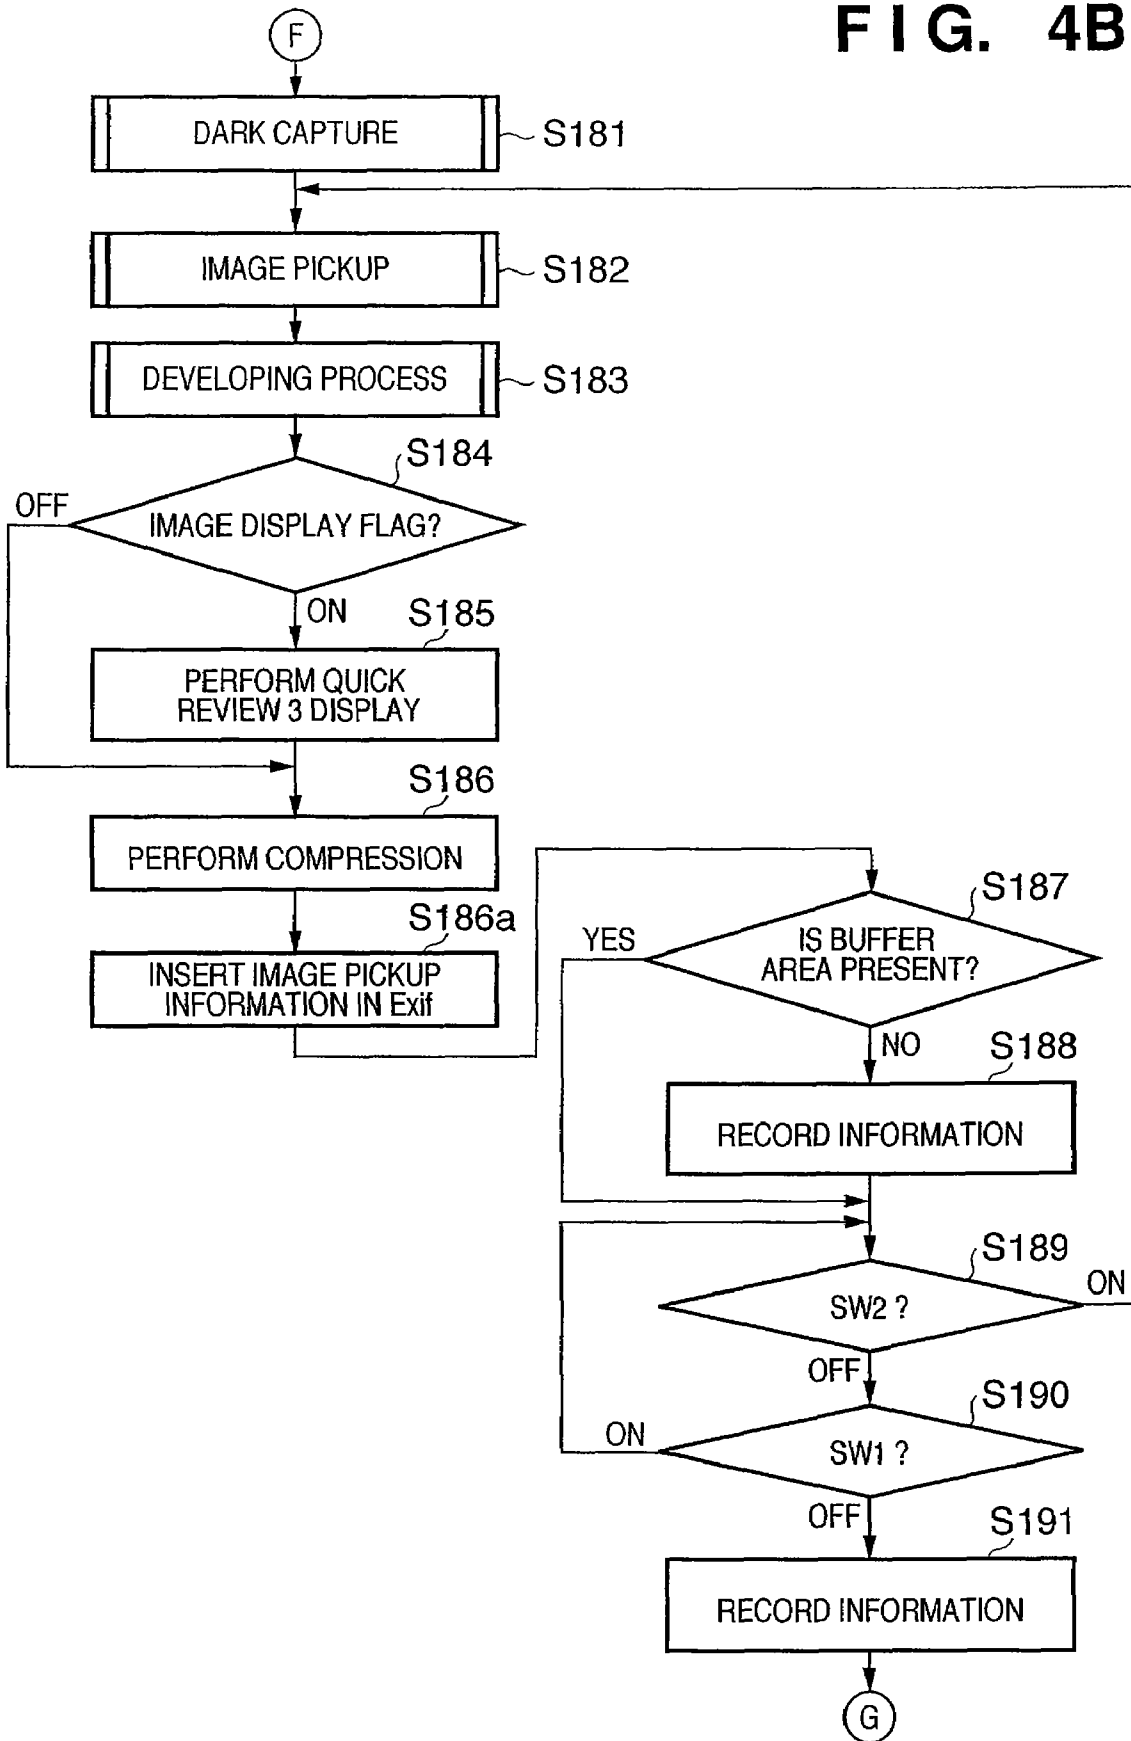 FIG. 4B
F
DARK CAPTURE
S181
IMAGE PICKUP
S182
DEVELOPING PROCESS
S183
S184
OFF
IMAGE DISPLAY FLAG?
ON
S185
PERFORM QUICK
REVIEW 3 DISPLAY
S186
PERFORM COMPRESSION
S186a
INSERT IMAGE PICKUP
INFORMATION IN Exif
S187
YES
IS BUFFER
AREA PRESENT?
NO
S188
RECORD INFORMATION
S189
SW2 ?
ON
OFF
S190
ON
SW1 ?
OFF
S191
RECORD INFORMATION
G